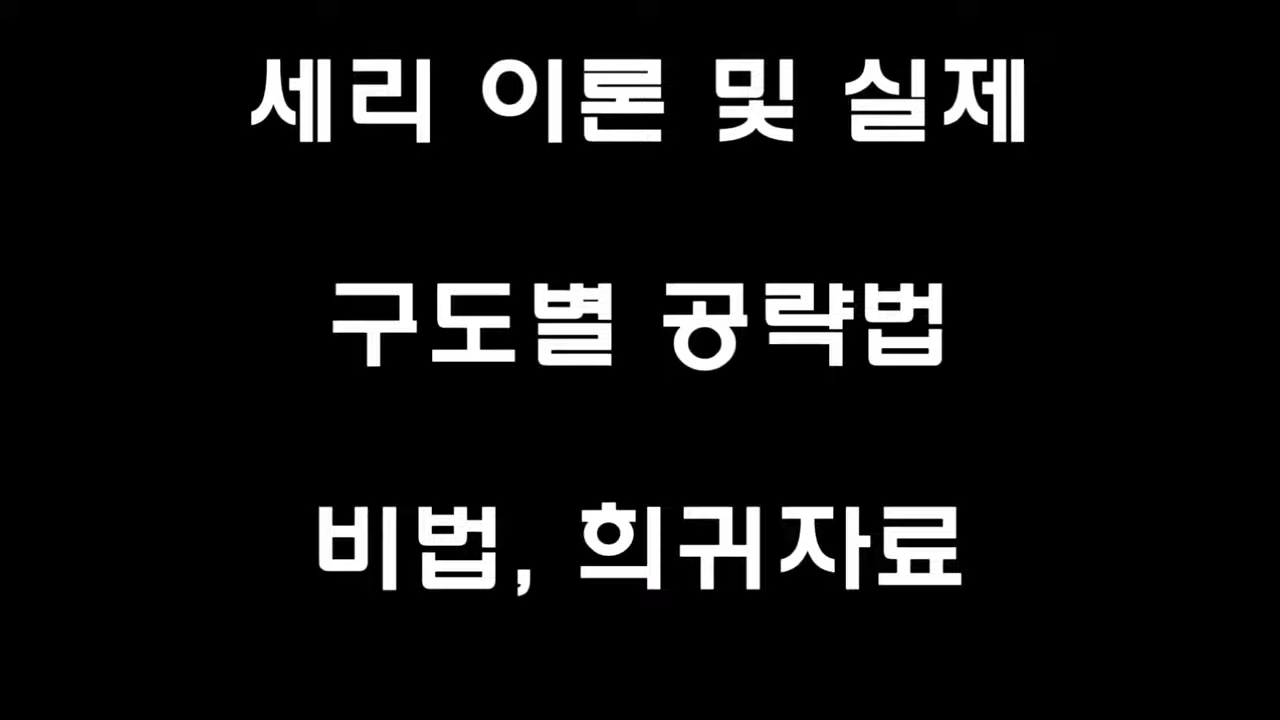 세리 이론 및 실제
구도별 공략법
비법, 희귀자료